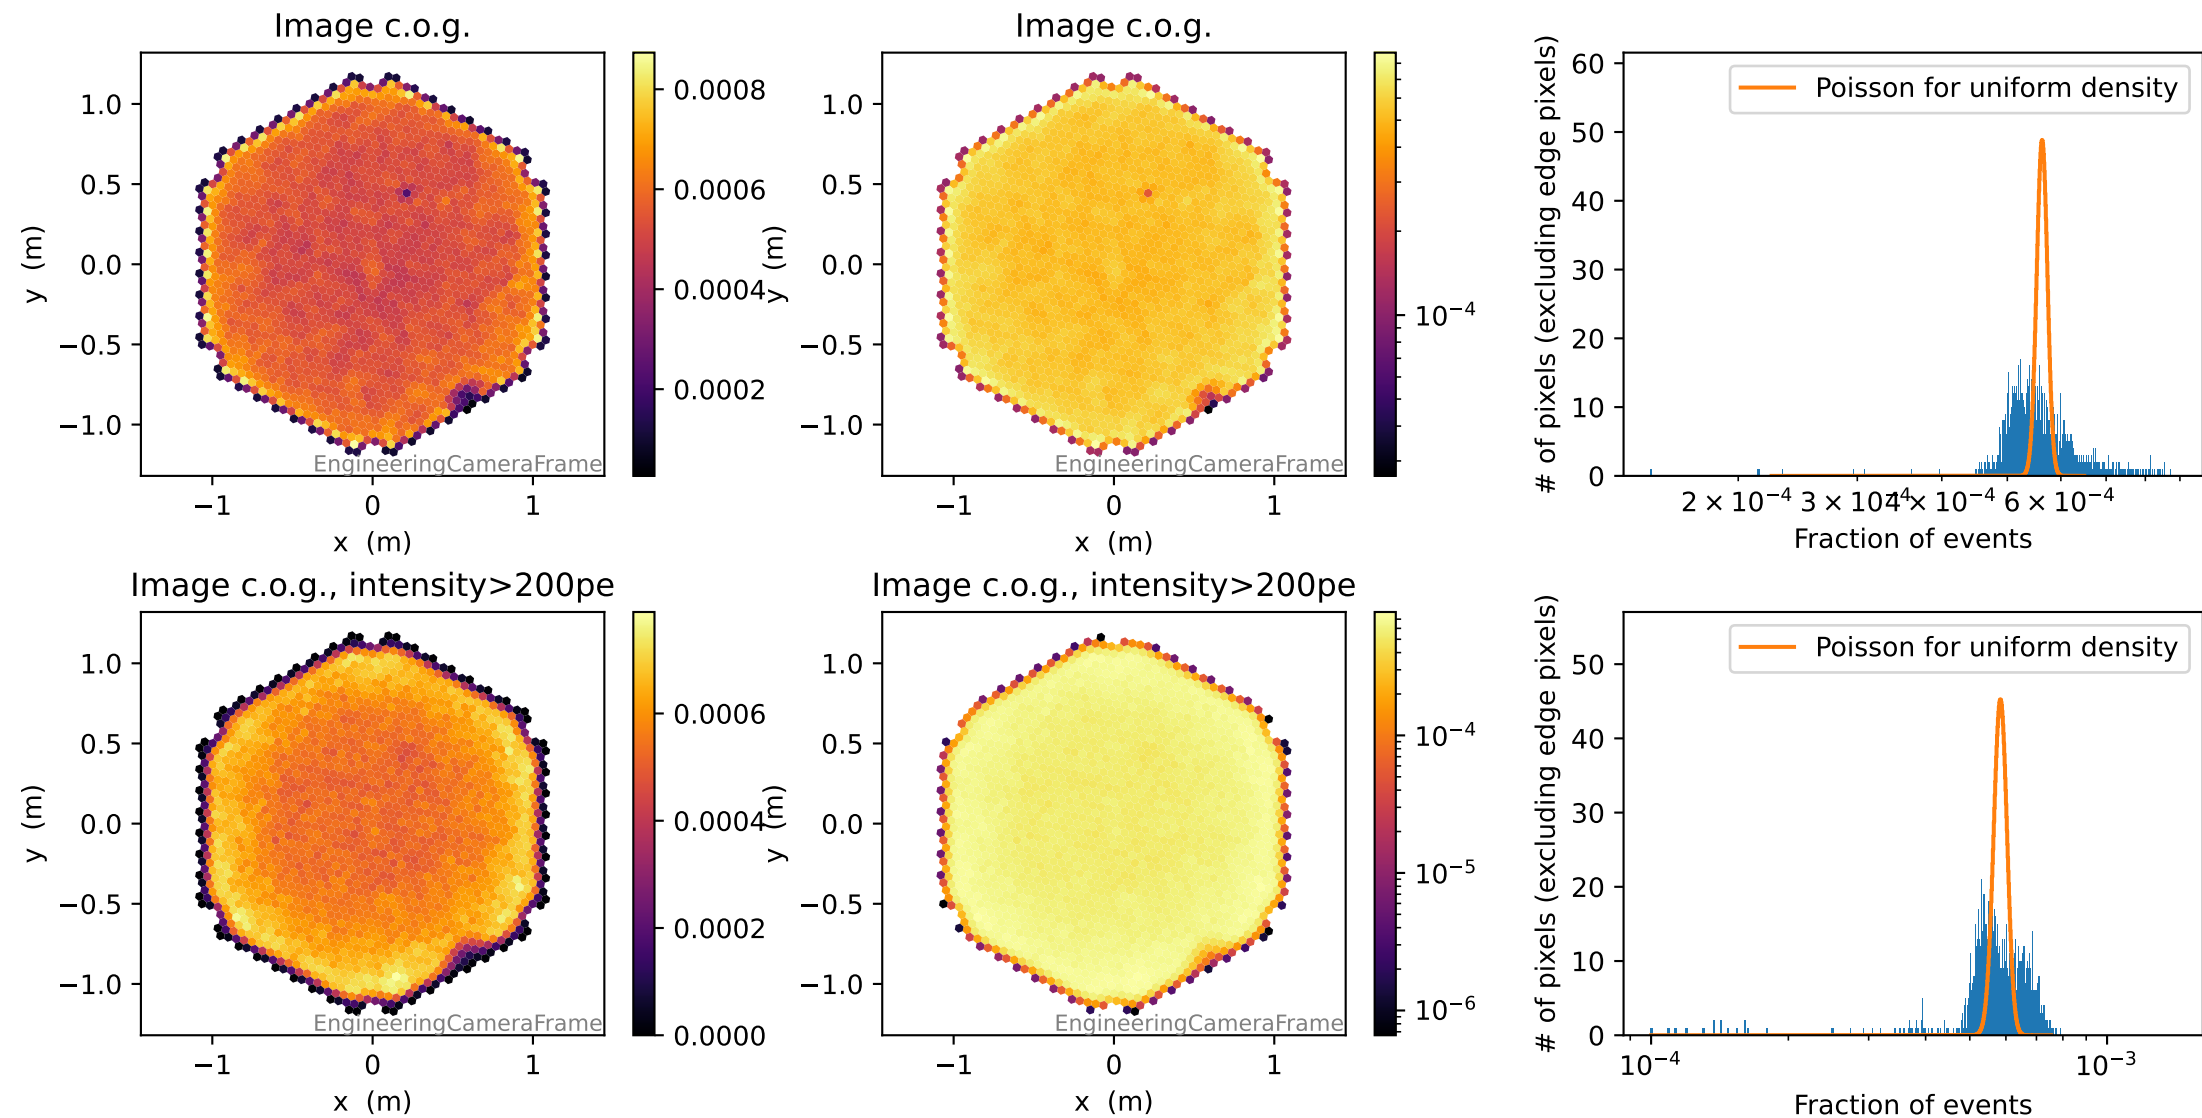 Image c.o.g.
1.0
0.5
0.0
−0.5
−1.0
y (m)
−1
0
1
x (m)
EngineeringCameraFrame
0.0008
0.0006
0.0004
0.0002
Image c.o.g.
1.0
0.5
0.0
−0.5
−1.0
y (m)
−1
0
1
x (m)
EngineeringCameraFrame
10⁻⁴
60
50
40
30
20
10
0
# of pixels (excluding edge pixels)
Poisson for uniform density
2 × 10⁻⁴
3 × 10⁻⁴
4 × 10⁻⁴
6 × 10⁻⁴
Fraction of events
Image c.o.g., intensity>200pe
1.0
0.5
0.0
−0.5
−1.0
y (m)
−1
0
1
x (m)
EngineeringCameraFrame
0.0006
0.0004
0.0002
0.0000
Image c.o.g., intensity>200pe
1.0
0.5
0.0
−0.5
−1.0
y (m)
−1
0
1
x (m)
EngineeringCameraFrame
10⁻⁴
10⁻⁵
10⁻⁶
50
40
30
20
10
0
# of pixels (excluding edge pixels)
Poisson for uniform density
10⁻⁴
10⁻³
Fraction of events